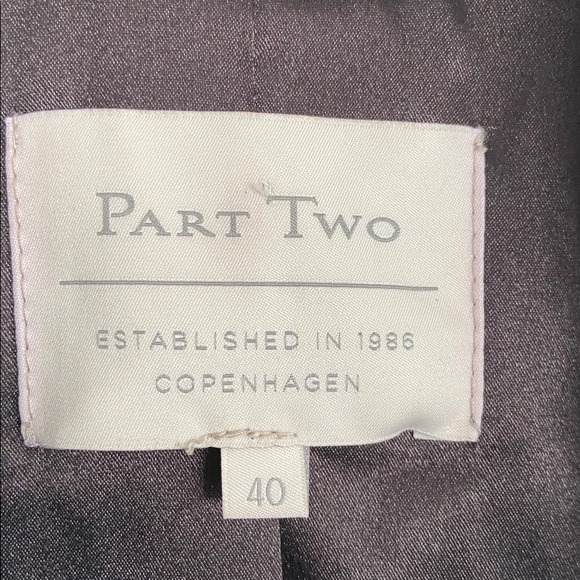 PART TWO
ESTABLISHED IN 1986
COPENHAGEN
40